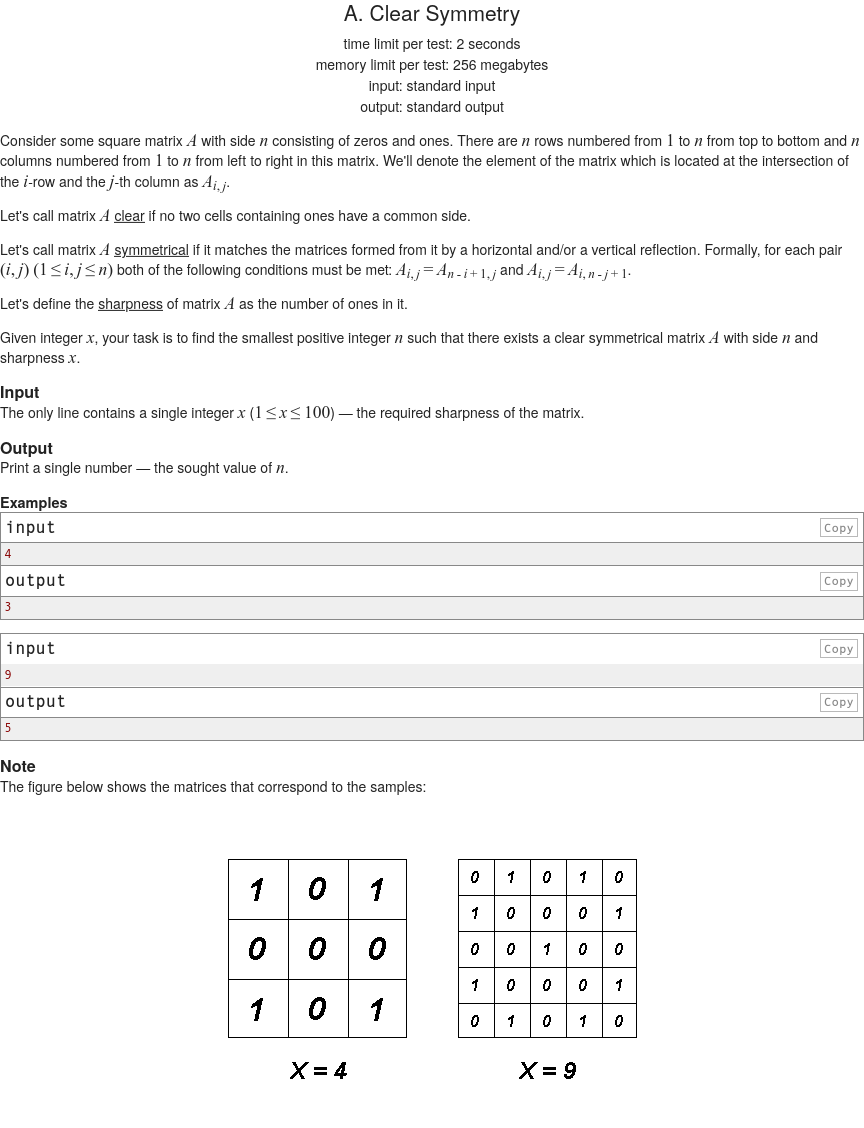 A. Clear Symmetry
time limit per test: 2 seconds
memory limit per test: 256 megabytes
input: standard input
output: standard output
Consider some square matrix A with side n consisting of zeros and ones. There are n rows numbered from 1 to n from top to bottom and n
columns numbered from 1 to n from left to right in this matrix. We'll denote the element of the matrix which is located at the intersection of
the i-row and the j-th column as A_{i, j}.
Let's call matrix A clear if no two cells containing ones have a common side.
Let's call matrix A symmetrical if it matches the matrices formed from it by a horizontal and/or a vertical reflection. Formally, for each pair
(i, j) (1 ≤ i, j ≤ n) both of the following conditions must be met: A_{i, j} = A_{n - i + 1, j} and A_{i, j} = A_{i, n - j + 1}.
Let's define the sharpness of matrix A as the number of ones in it.
Given integer x, your task is to find the smallest positive integer n such that there exists a clear symmetrical matrix A with side n and
sharpness x.
Input
The only line contains a single integer x (1 ≤ x ≤ 100) — the required sharpness of the matrix.
Output
Print a single number — the sought value of n.
Examples
input Copy
4
output Copy
3
input Copy
9
output Copy
5
Note
The figure below shows the matrices that correspond to the samples:
1 0 1
0 0 0
1 0 1
X = 4
0 1 0 1 0
1 0 0 0 1
0 0 1 0 0
1 0 0 0 1
0 1 0 1 0
X = 9